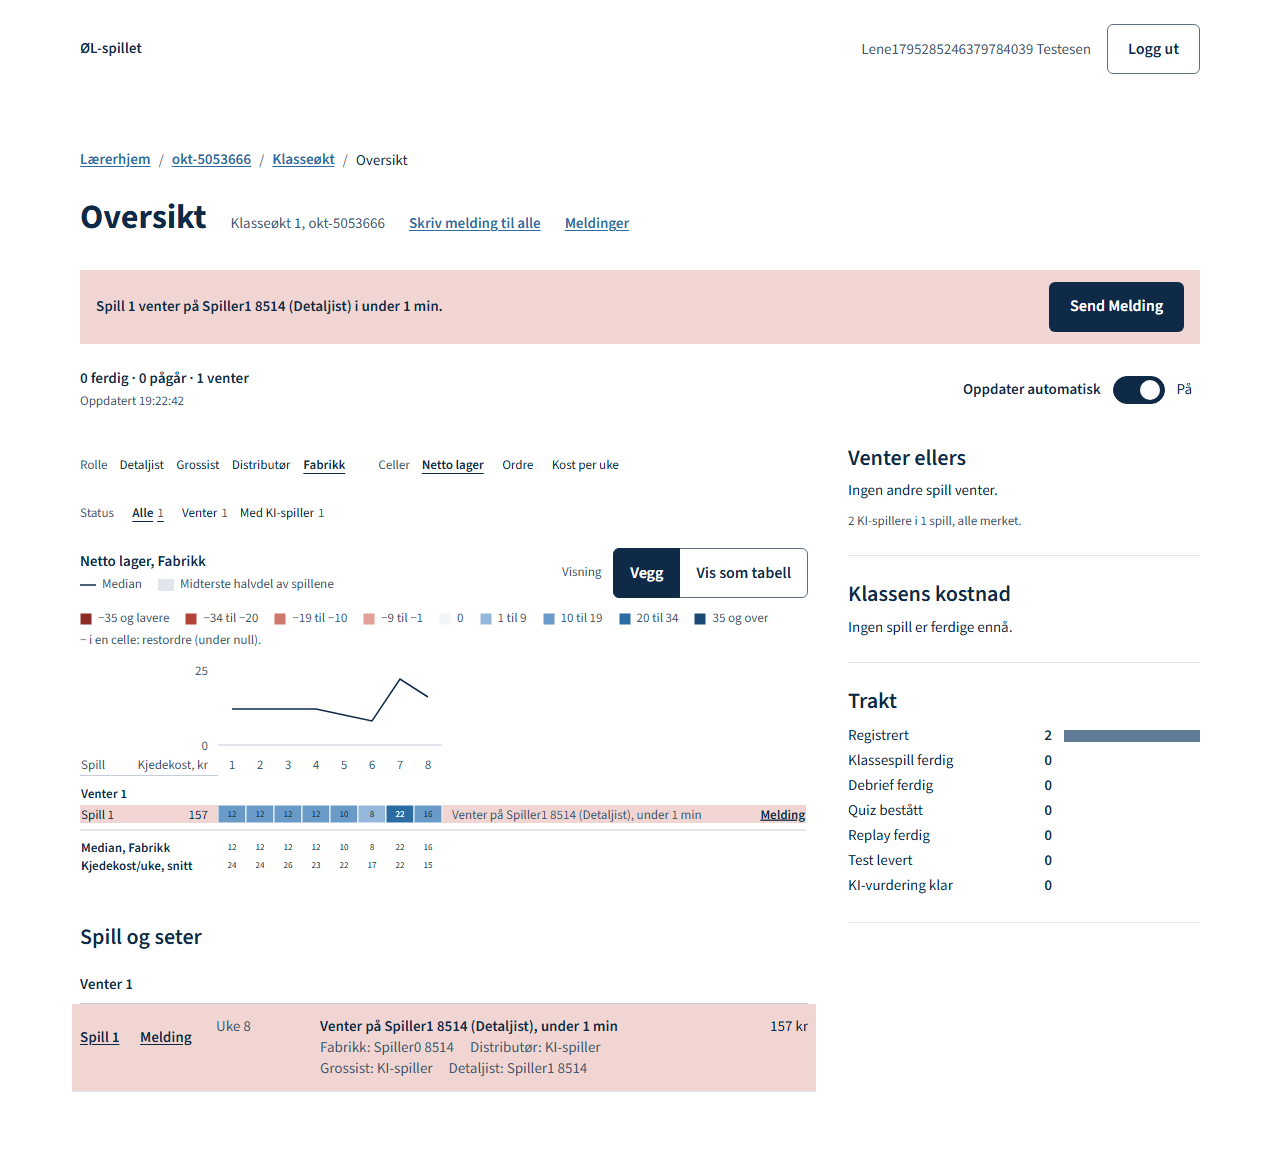 ØL-spillet
Lene1795285246379784039 Testesen
Logg ut
Lærerhjem / okt-5053666 / Klasseøkt / Oversikt
Oversikt
Klasseøkt 1, okt-5053666
Skriv melding til alle
Meldinger
Spill 1 venter på Spiller1 8514 (Detaljist) i under 1 min.
Send Melding
0 ferdig · 0 pågår · 1 venter
Oppdatert 19:22:42
Oppdater automatisk
På
Rolle Detaljist Grossist Distributør Fabrikk
Celler Netto lager Ordre Kost per uke
Status Alle 1 Venter 1 Med KI-spiller 1
Netto lager, Fabrikk
Median
Midterste halvdel av spillene
Visning
Vegg
Vis som tabell
−35 og lavere −34 til −20 −19 til −10 −9 til −1 0 1 til 9 10 til 19 20 til 34 35 og over
− i en celle: restordre (under null).
25
0
Spill Kjedekost, kr 1 2 3 4 5 6 7 8
Venter 1
Spill 1 157 12 12 12 12 10 8 22 16 Venter på Spiller1 8514 (Detaljist), under 1 min Melding
Median, Fabrikk 12 12 12 12 10 8 22 16
Kjedekost/uke, snitt 24 24 26 23 22 17 22 15
Spill og seter
Venter 1
Spill 1 Melding Uke 8 Venter på Spiller1 8514 (Detaljist), under 1 min 157 kr
Fabrikk: Spiller0 8514 Distributør: KI-spiller
Grossist: KI-spiller Detaljist: Spiller1 8514
Venter ellers
Ingen andre spill venter.
2 KI-spillere i 1 spill, alle merket.
Klassens kostnad
Ingen spill er ferdige ennå.
Trakt
Registrert 2
Klassespill ferdig 0
Debrief ferdig 0
Quiz bestått 0
Replay ferdig 0
Test levert 0
KI-vurdering klar 0